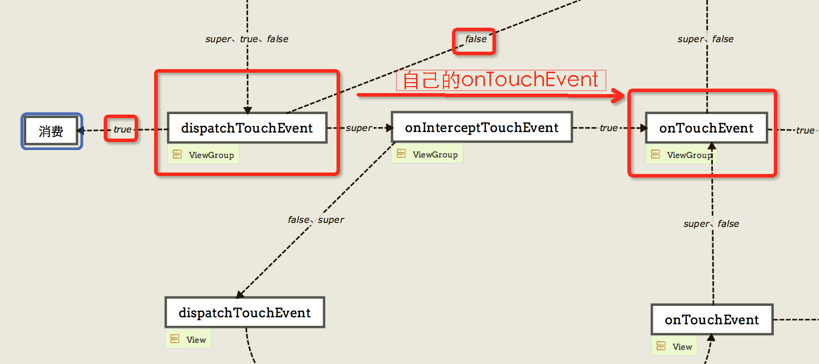 super、true、false
false
super、false
自己的onTouchEvent
消费
true
dispatchTouchEvent
super
onInterceptTouchEvent
true
onTouchEvent
true
ViewGroup
ViewGroup
ViewGroup
false、super
super、false
dispatchTouchEvent
onTouchEvent
View
View